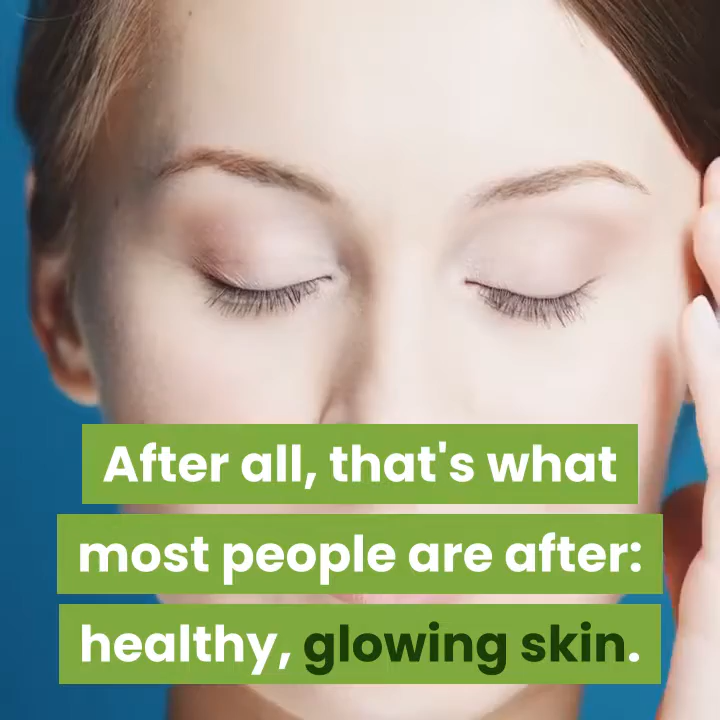 After all, that's what
most people are after:
healthy, glowing skin.